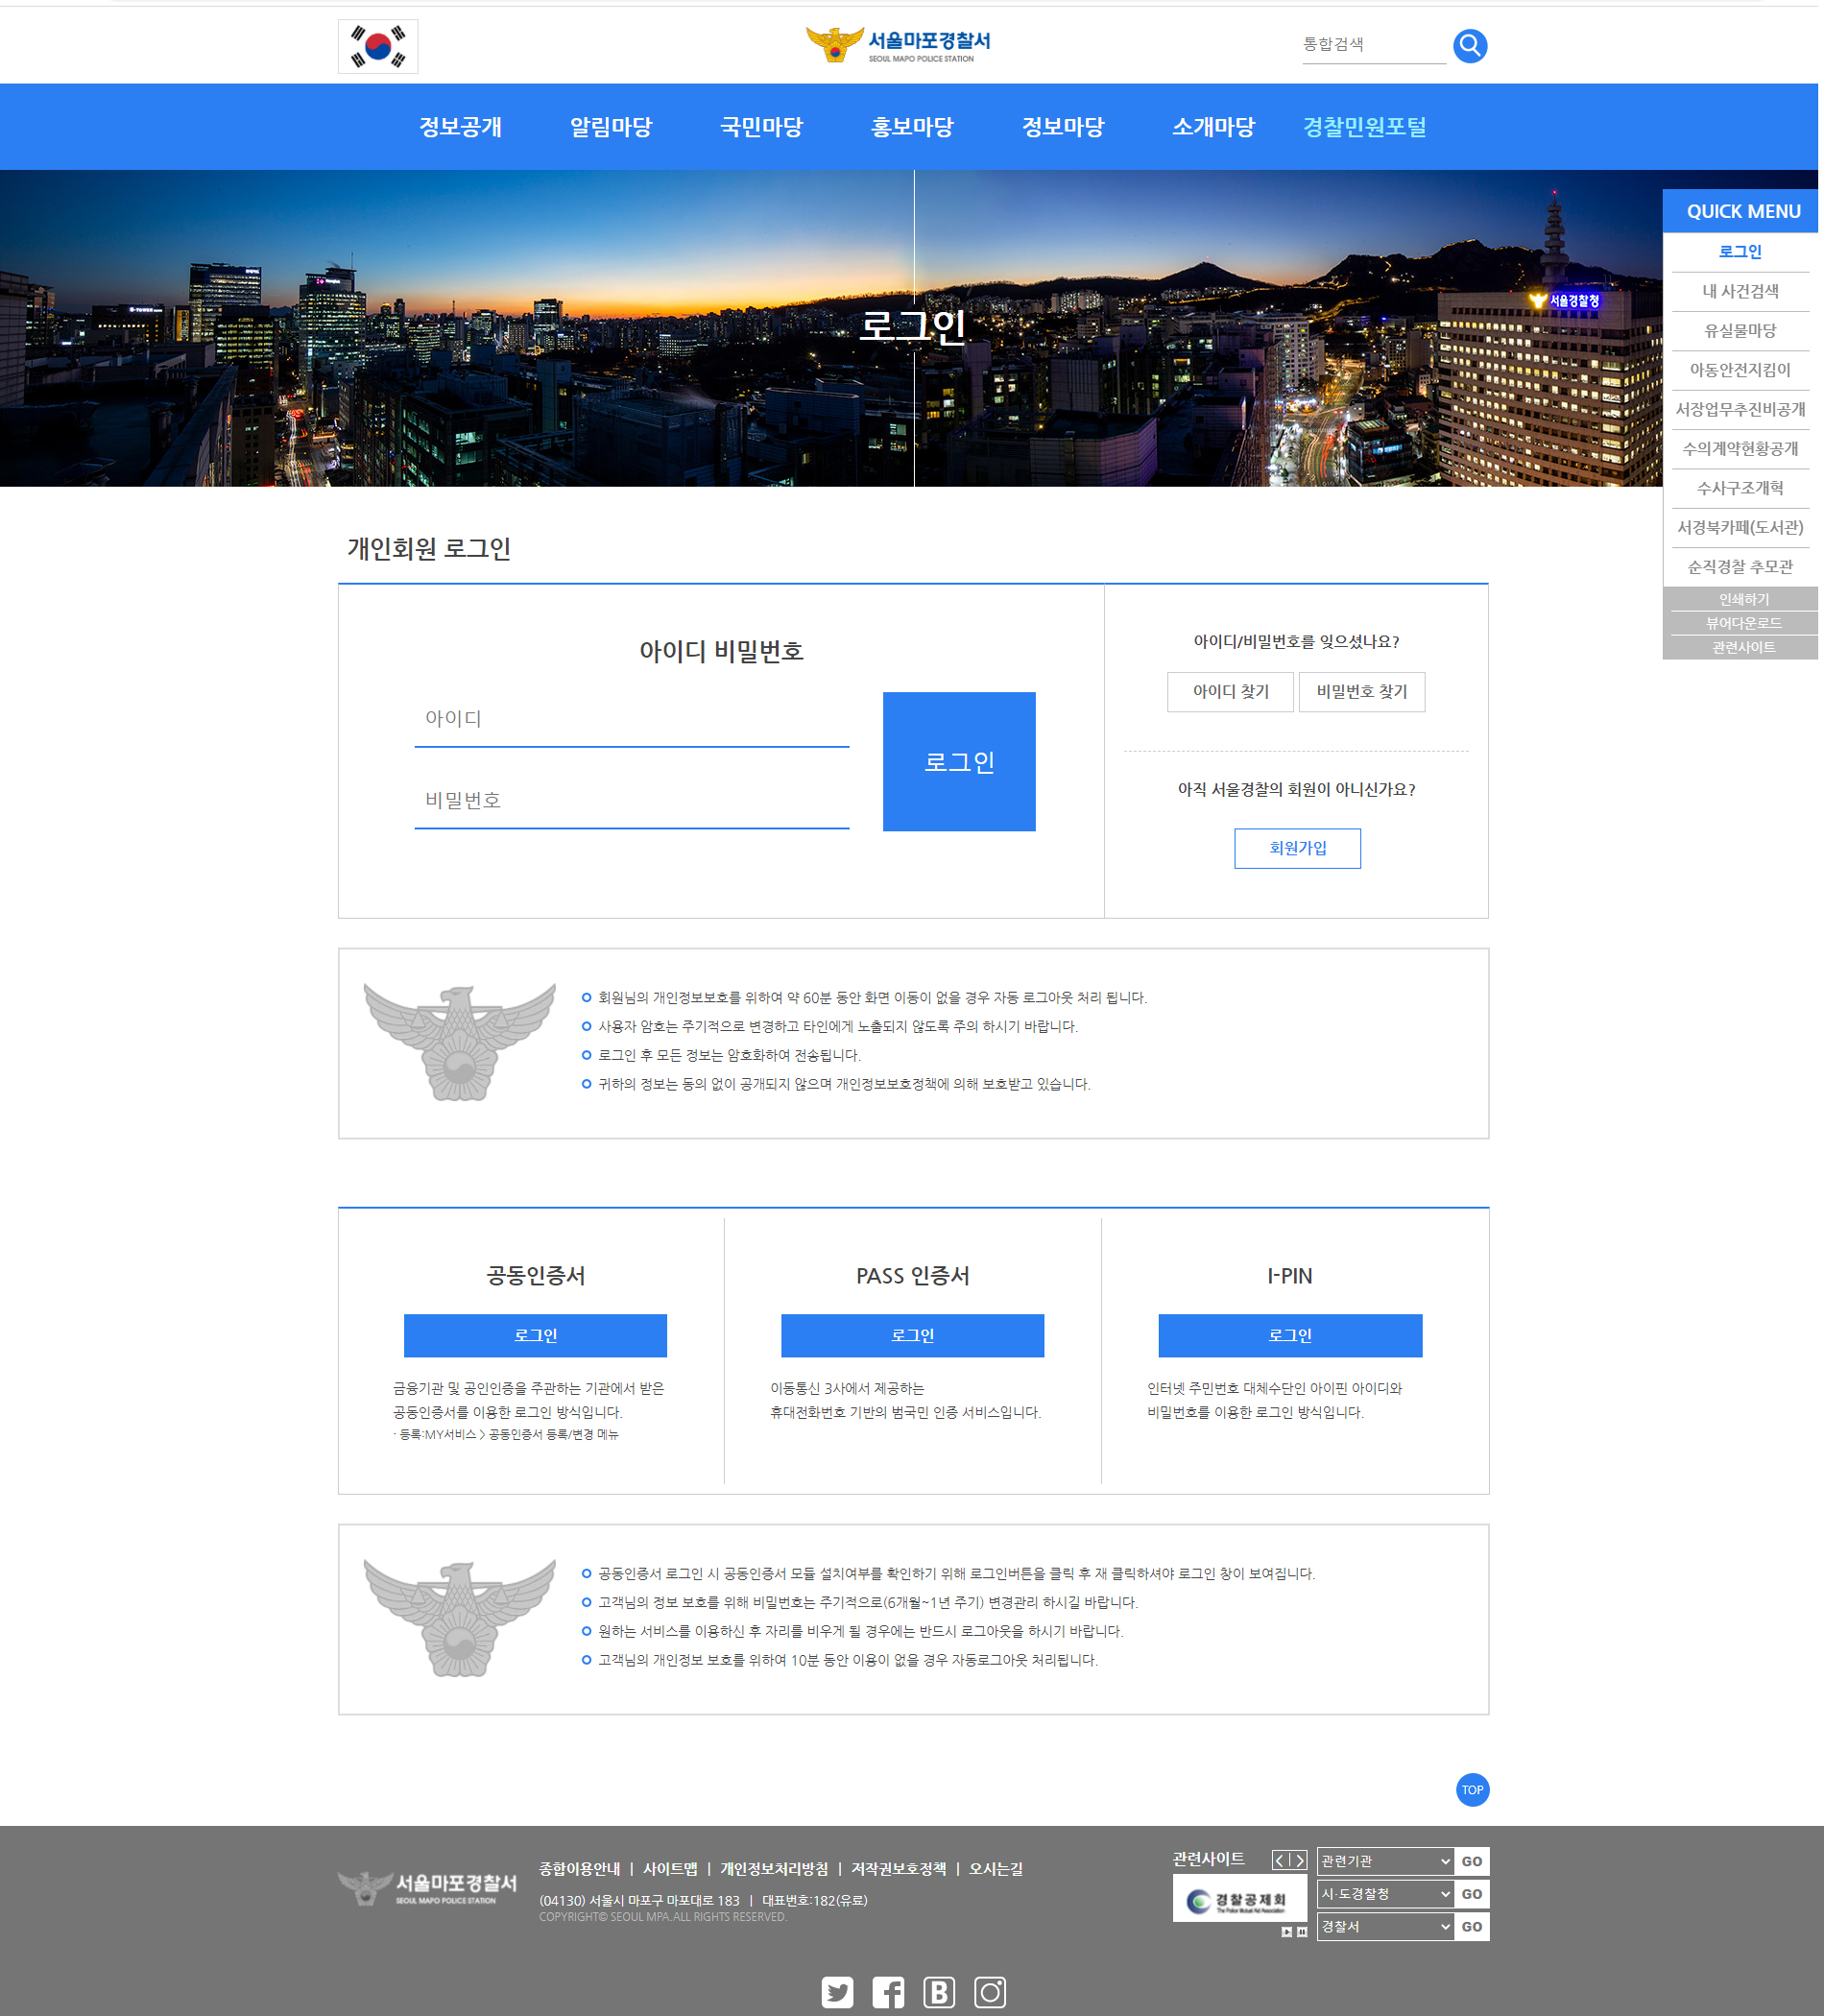 서울마포경찰서
SEOUL MAPO POLICE STATION
통합검색
정보공개 알림마당 국민마당 홍보마당 정보마당 소개마당 경찰민원포털
서울경찰청
로그인
QUICK MENU
로그인
내 사건검색
유실물마당
아동안전지킴이
서장업무추진비공개
수의계약현황공개
수사구조개혁
서경북카페(도서관)
순직경찰 추모관
인쇄하기
뷰어다운로드
관련사이트
개인회원 로그인
아이디 비밀번호
아이디
비밀번호
로그인
아이디/비밀번호를 잊으셨나요?
아이디 찾기 비밀번호 찾기
아직 서울경찰의 회원이 아니신가요?
회원가입
회원님의 개인정보보호를 위하여 약 60분 동안 화면 이동이 없을 경우 자동 로그아웃 처리 됩니다.
사용자 암호는 주기적으로 변경하고 타인에게 노출되지 않도록 주의 하시기 바랍니다.
로그인 후 모든 정보는 암호화하여 전송됩니다.
귀하의 정보는 동의 없이 공개되지 않으며 개인정보보호정책에 의해 보호받고 있습니다.
공동인증서
로그인
금융기관 및 공인인증을 주관하는 기관에서 받은
공동인증서를 이용한 로그인 방식입니다.
- 등록:MY서비스 > 공동인증서 등록/변경 메뉴
PASS 인증서
로그인
이동통신 3사에서 제공하는
휴대전화번호 기반의 범국민 인증 서비스입니다.
I-PIN
로그인
인터넷 주민번호 대체수단인 아이핀 아이디와
비밀번호를 이용한 로그인 방식입니다.
공동인증서 로그인 시 공동인증서 모듈 설치여부를 확인하기 위해 로그인버튼을 클릭 후 재 클릭하셔야 로그인 창이 보여집니다.
고객님의 정보 보호를 위해 비밀번호는 주기적으로(6개월~1년 주기) 변경관리 하시길 바랍니다.
원하는 서비스를 이용하신 후 자리를 비우게 될 경우에는 반드시 로그아웃을 하시기 바랍니다.
고객님의 개인정보 보호를 위하여 10분 동안 이용이 없을 경우 자동로그아웃 처리됩니다.
TOP
서울마포경찰서
SEOUL MAPO POLICE STATION
종합이용안내 | 사이트맵 | 개인정보처리방침 | 저작권보호정책 | 오시는길
(04130) 서울시 마포구 마포대로 183 | 대표번호:182(유료)
COPYRIGHT© SEOUL MPA.ALL RIGHTS RESERVED.
관련사이트
경찰공제회
The Police Mutual Aid Association
관련기관 GO
시·도경찰청 GO
경찰서 GO